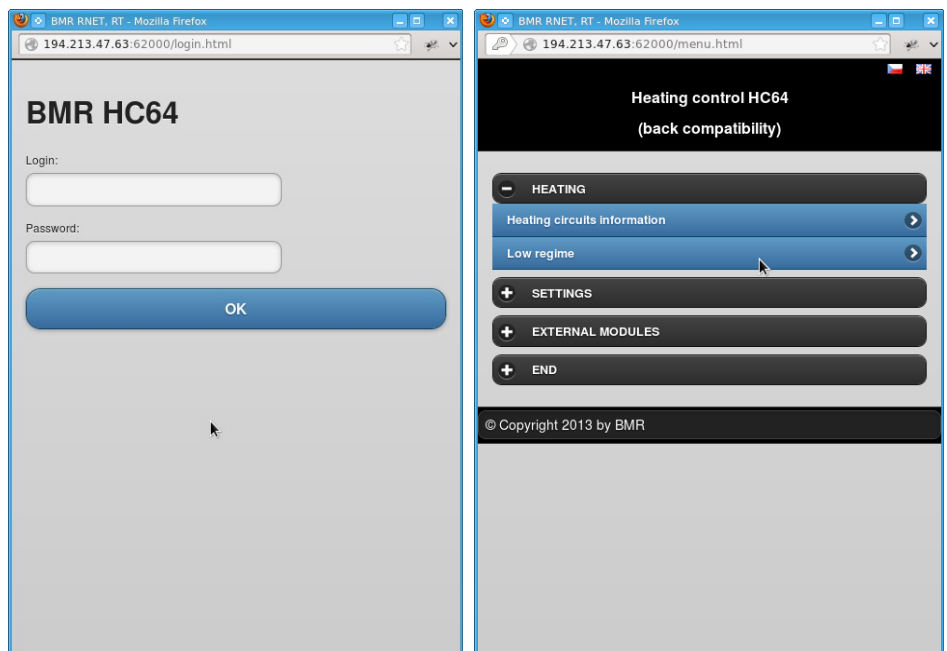 BMR RNET, RT - Mozilla Firefox
194.213.47.63:62000/login.html
BMR HC64
Login:
Password:
OK
BMR RNET, RT - Mozilla Firefox
194.213.47.63:62000/menu.html
Heating control HC64
(back compatibility)
HEATING
Heating circuits information
Low regime
SETTINGS
EXTERNAL MODULES
END
© Copyright 2013 by BMR